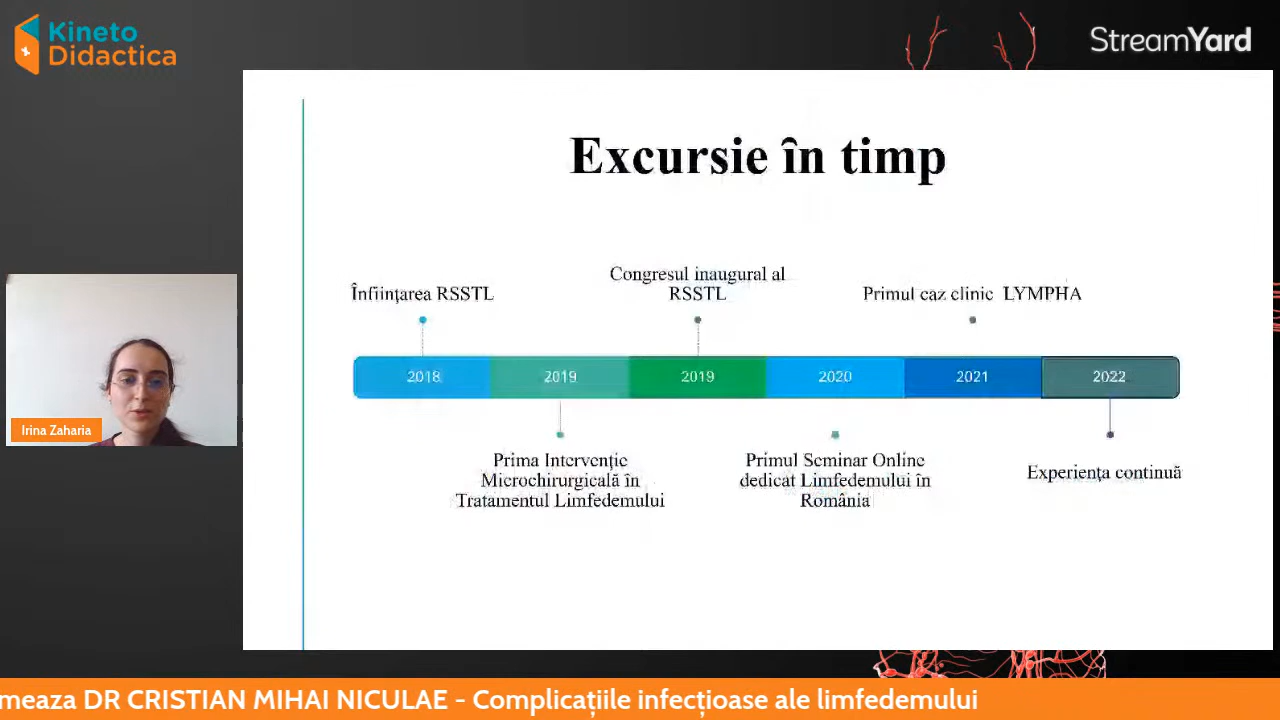 Kineto
Didactica
StreamYard
Excursie în timp
Înființarea RSSTL
Congresul inaugural al
RSSTL
Primul caz clinic LYMPHA
2018
2019
2019
2020
2021
2022
Prima Intervenție
Microchirurgicală în
Tratamentul Limfedemului
Primul Seminar Online
dedicat Limfedemului în
România
Experiența continuă
Irina Zaharia
meaza DR CRISTIAN MIHAI NICULAE - Complicațiile infecțioase ale limfedemului